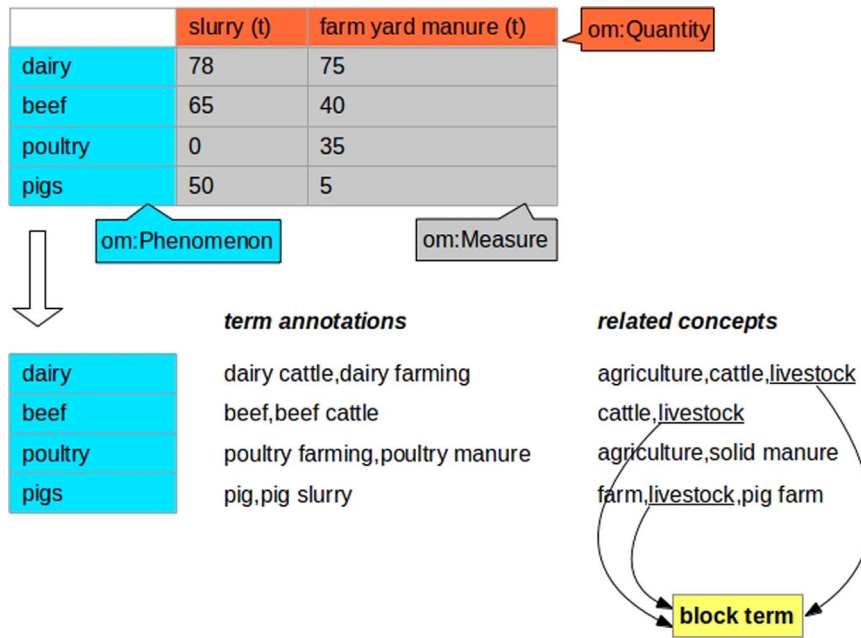 slurry (t) farm yard manure (t)
om:Quantity
dairy 78 75
beef 65 40
poultry 0 35
pigs 50 5
om:Phenomenon om:Measure
term annotations related concepts
dairy dairy cattle,dairy farming agriculture,cattle,livestock
beef beef,beef cattle cattle,livestock
poultry poultry farming,poultry manure agriculture,solid manure
pigs pig,pig slurry farm,livestock,pig farm
block term